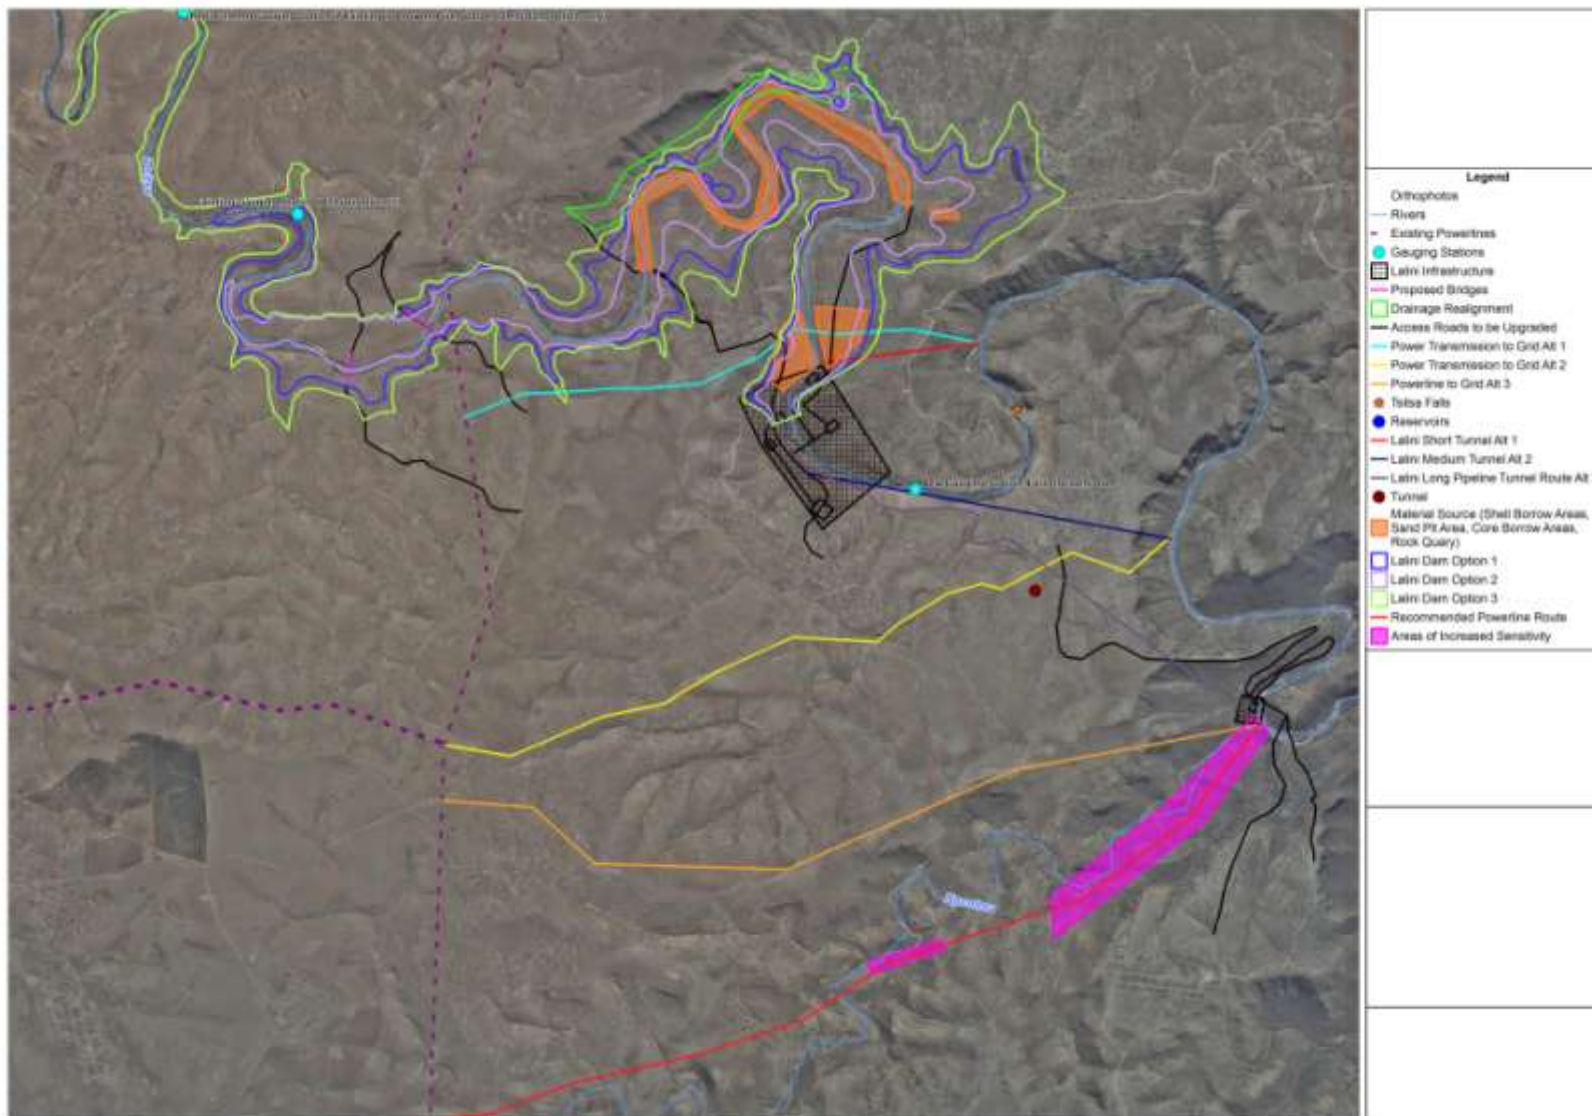 Legend
Orthophotos
Rivers
Existing Powerlines
Gauging Stations
Lalini Infrastructure
Proposed Bridges
Drainage Realignment
Access Roads to be Upgraded
Power Transmission to Grid Alt 1
Power Transmission to Grid Alt 2
Powerline to Grid Alt 3
Tsitsa Falls
Reservoirs
Lalini Short Tunnel Alt 1
Lalini Medium Tunnel Alt 2
Lalini Long Pipeline Tunnel Route Alt
Tunnel
Material Source (Shell Borrow Areas,
Sand Pit Area, Core Borrow Areas,
Rock Quary)
Lalini Dam Option 1
Lalini Dam Option 2
Lalini Dam Option 3
Recommended Powerline Route
Areas of Increased Sensitivity